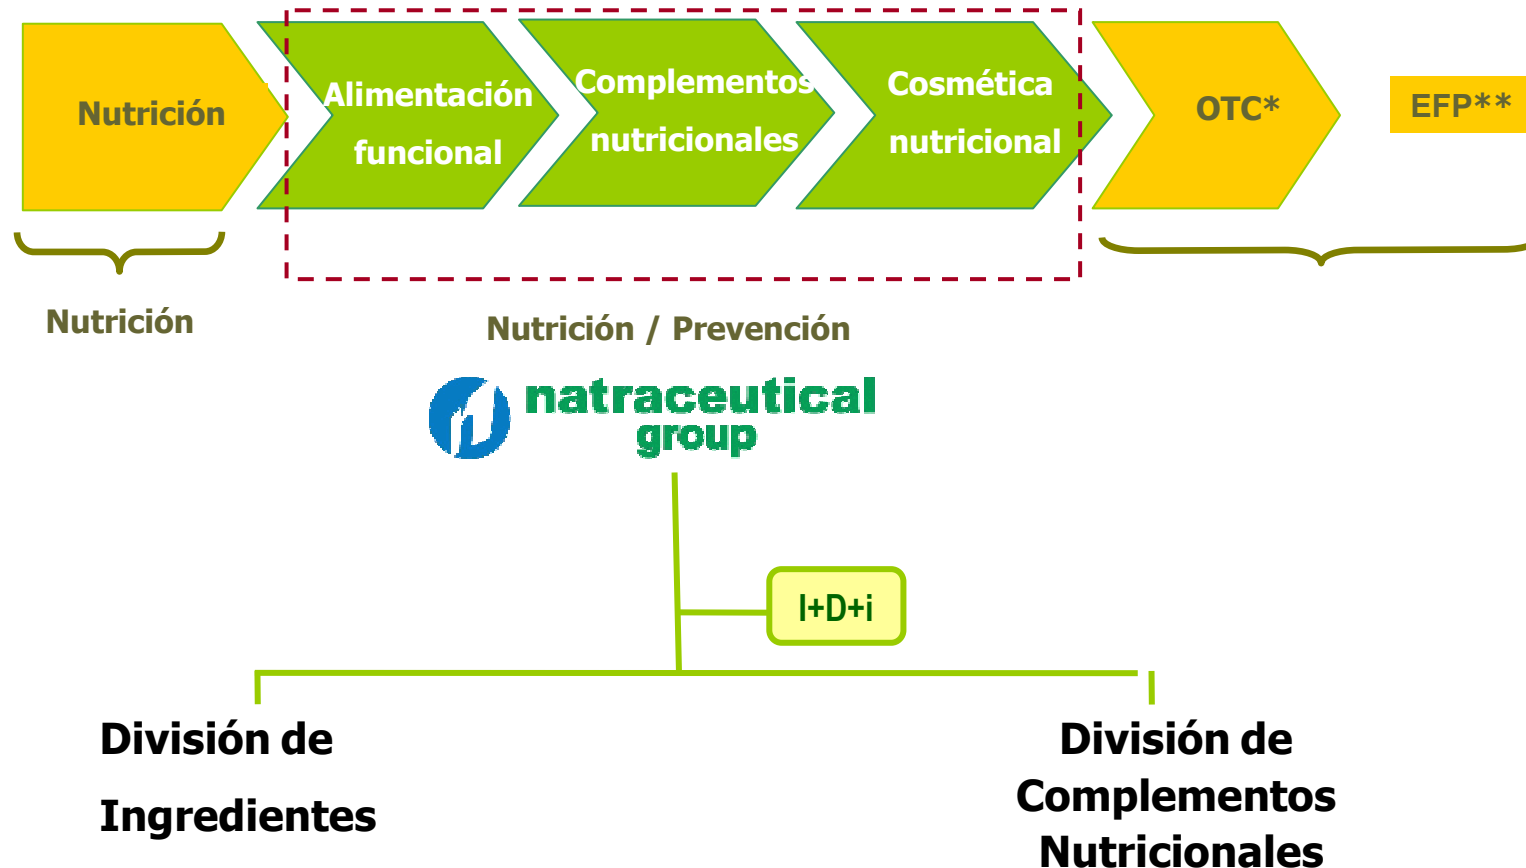 Nutrición
Alimentación
funcional
Complementos
nutricionales
Cosmética
nutricional
OTC*
EFP**
Nutrición
Nutrición / Prevención
natraceutical
group
I+D+i
División de
Ingredientes
División de
Complementos
Nutricionales